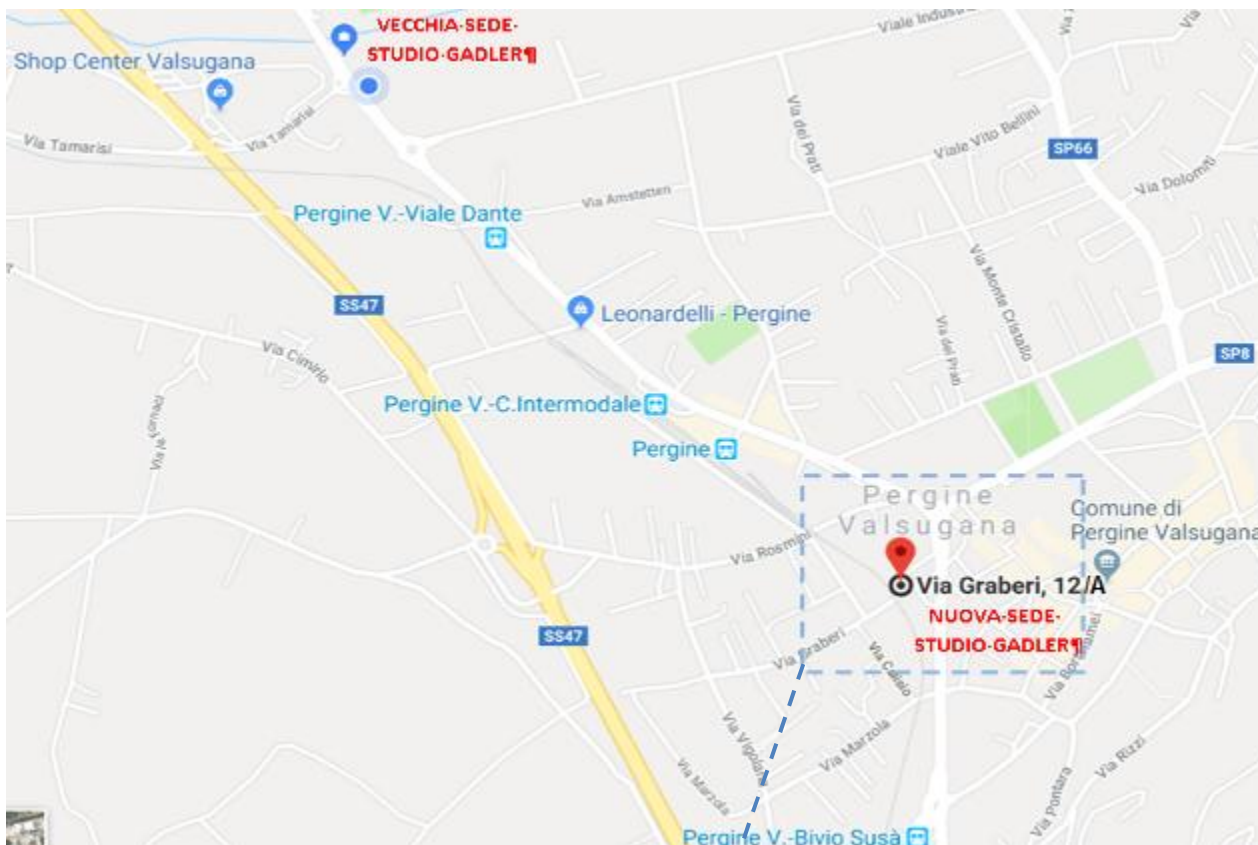 VECCHIA-SEDE-
STUDIO-GADLER¶
Viale Indus
Shop Center Valsugana
Via Tamarisi
Via Tamarisi
Via dei Prati
Viale Vito Bellini
SP66
Via Dolomiti
Via Amstetten
Pergine V.-Viale Dante
SS47
Leonardelli - Pergine
Via Monte Cristallo
Via Cimirlo
Via dei Prati
SP8
Pergine V.-C.Intermodale
Via le Fornaci
Pergine
Pergine
Valsugana
Comune di
Pergine Valsugana
Via Rosmini
Via Graberi, 12/A
NUOVA-SEDE-
STUDIO-GADLER¶
SS47
Via Graberi
Via Vigolana
Via Marzola
Via Marzola
Via Rizzi
Via Pontara
Pergine V.-Bivio Susà